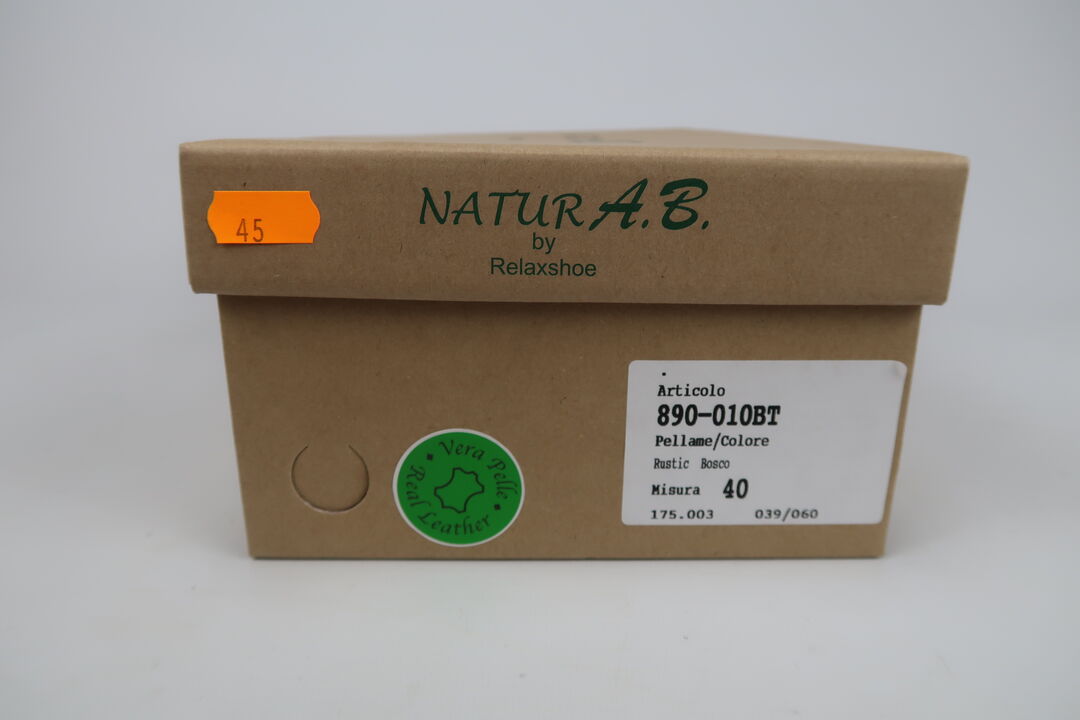 45
NATUR A.B.
by
Relaxshoe
Vera Pelle
Real Leather
Articolo
890-010BT
Pellame/Colore
Rustic Bosco
Misura 40
175.003 039/060